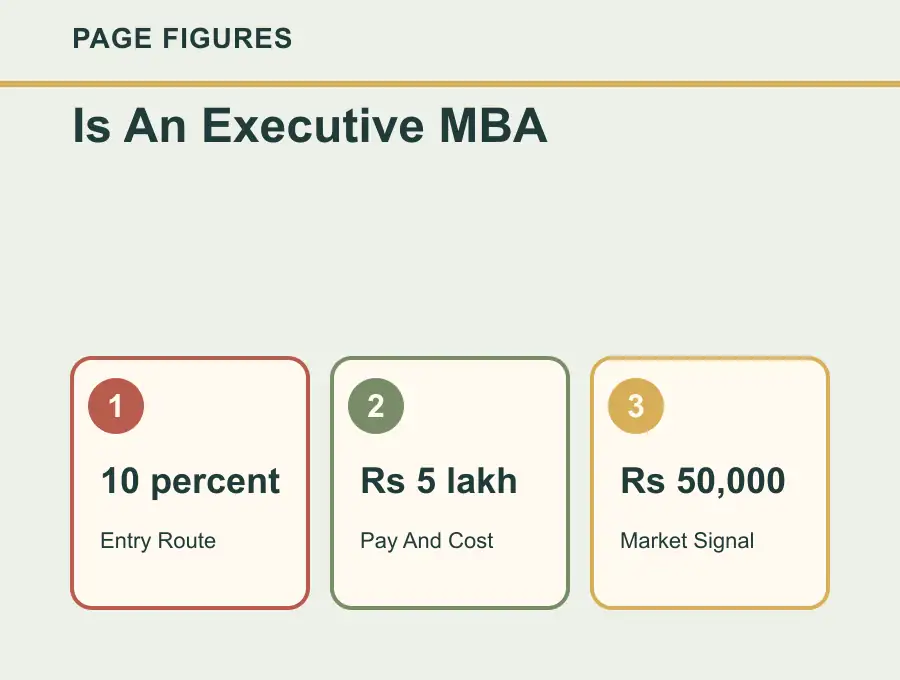 PAGE FIGURES
Is An Executive MBA
1
10 percent
Entry Route
2
Rs 5 lakh
Pay And Cost
3
Rs 50,000
Market Signal